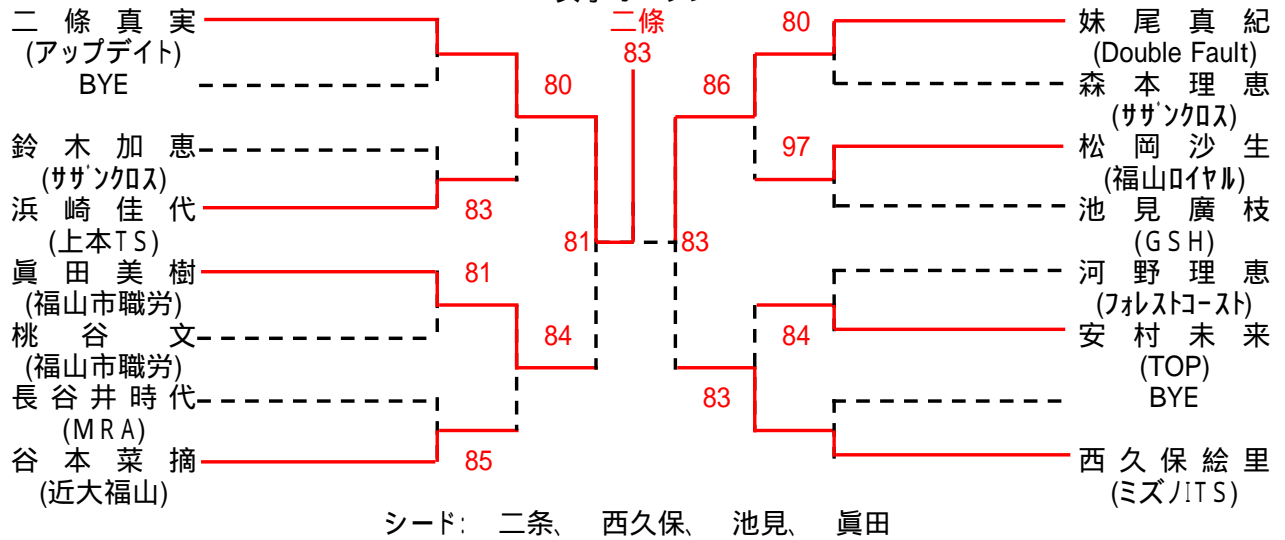 二條
83
二 條 真 実
(アップデイト)
BYE
鈴 木 加 恵
(ｻｻﾞﾝｸﾛｽ)
浜 崎 佳 代
(上本TS)
眞 田 美 樹
(福山市職労)
桃 谷 文
(福山市職労)
長 谷 井 時 代
(MRA)
谷 本 菜 摘
(近大福山)
80
83
81
84
85
81
83
80
86
97
84
83
妹 尾 真 紀
(Double Fault)
森 本 理 恵
(ｻｻﾞﾝｸﾛｽ)
松 岡 沙 生
(福山ﾛｲﾔﾙ)
池 見 廣 枝
(GSH)
河 野 理 恵
(ﾌｫﾚｽﾄｺｰｽﾄ)
安 村 未 来
(TOP)
BYE
西 久 保 絵 里
(ミズノITS)
シード: 二条、 西久保、 池見、 眞田